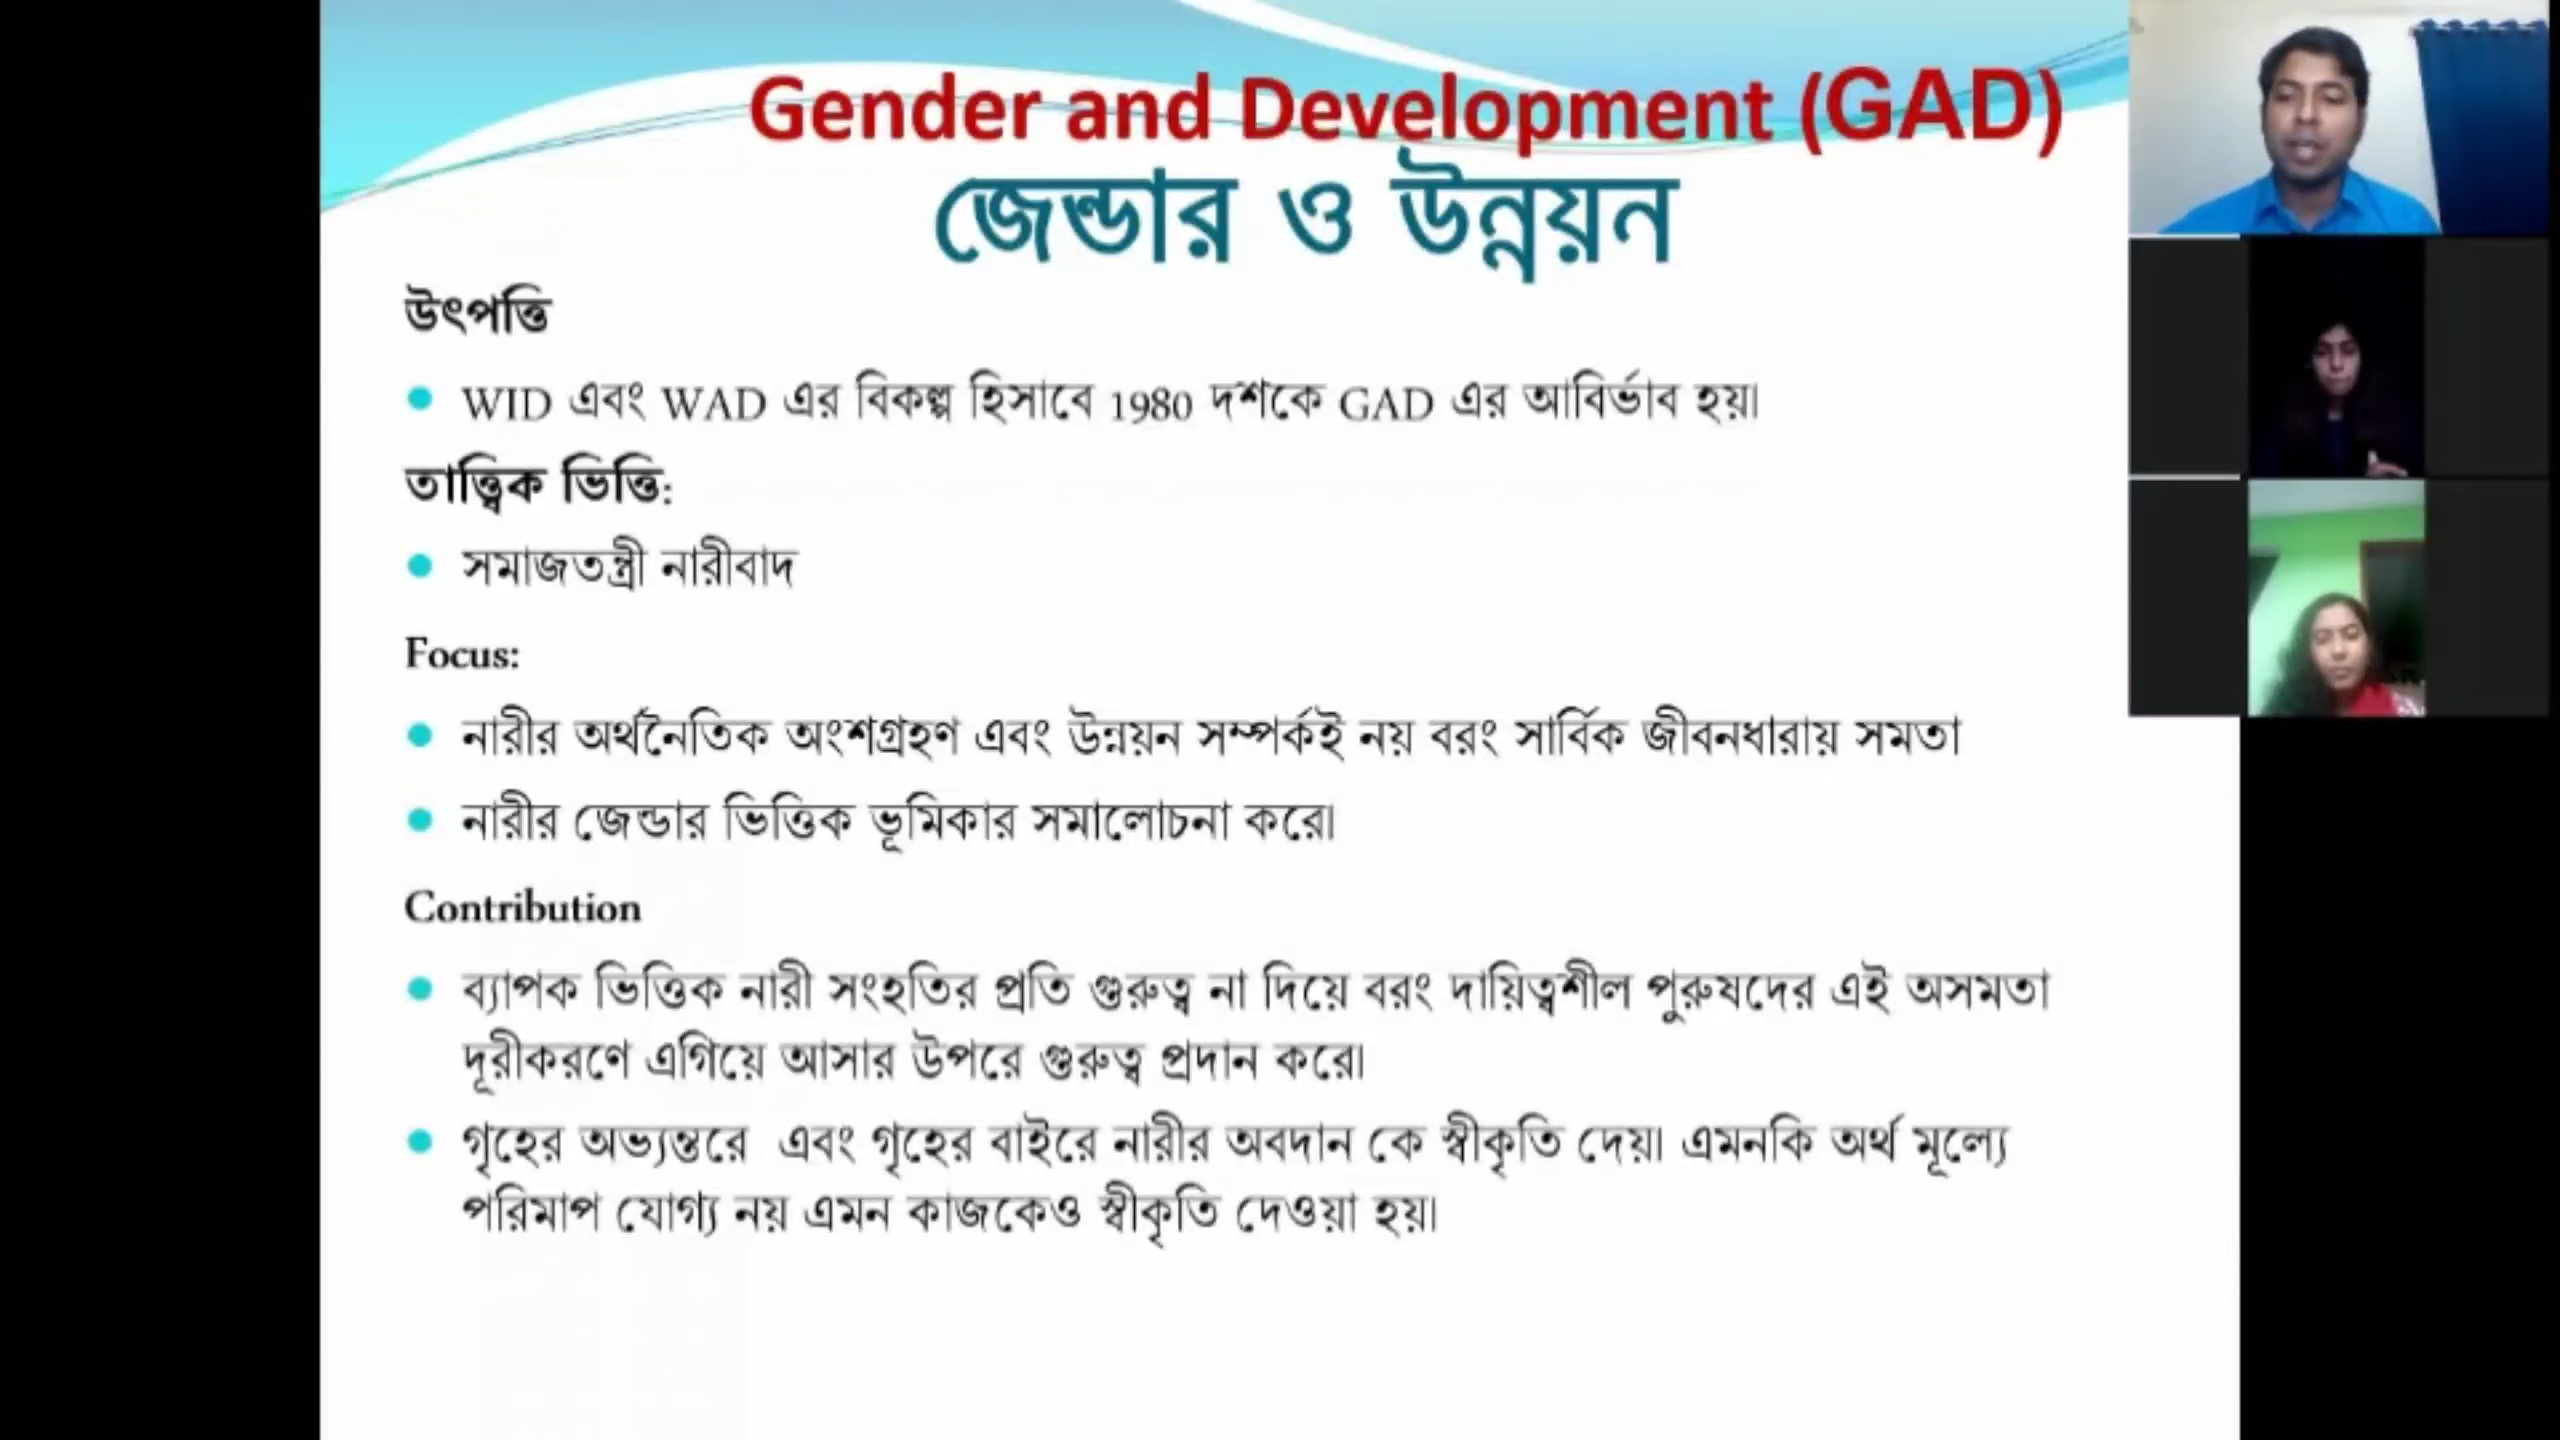 Gender and Development (GAD)
জেন্ডার ও উন্নয়ন
উৎপত্তি
WID এবং WAD এর বিকল্প হিসাবে 1980 দশকে GAD এর আবির্ভাব হয়।
তাত্ত্বিক ভিত্তি:
সমাজতন্ত্রী নারীবাদ
Focus:
নারীর অর্থনৈতিক অংশগ্রহণ এবং উন্নয়ন সম্পর্কই নয় বরং সার্বিক জীবনধারায় সমতা
নারীর জেন্ডার ভিত্তিক ভূমিকার সমালোচনা করে।
Contribution
ব্যাপক ভিত্তিক নারী সংহতির প্রতি গুরুত্ব না দিয়ে বরং দায়িত্বশীল পুরুষদের এই অসমতা
দূরীকরণে এগিয়ে আসার উপরে গুরুত্ব প্রদান করে।
গৃহের অভ্যন্তরে এবং গৃহের বাইরে নারীর অবদান কে স্বীকৃতি দেয়। এমনকি অর্থ মূল্যে
পরিমাপ যোগ্য নয় এমন কাজকেও স্বীকৃতি দেওয়া হয়।